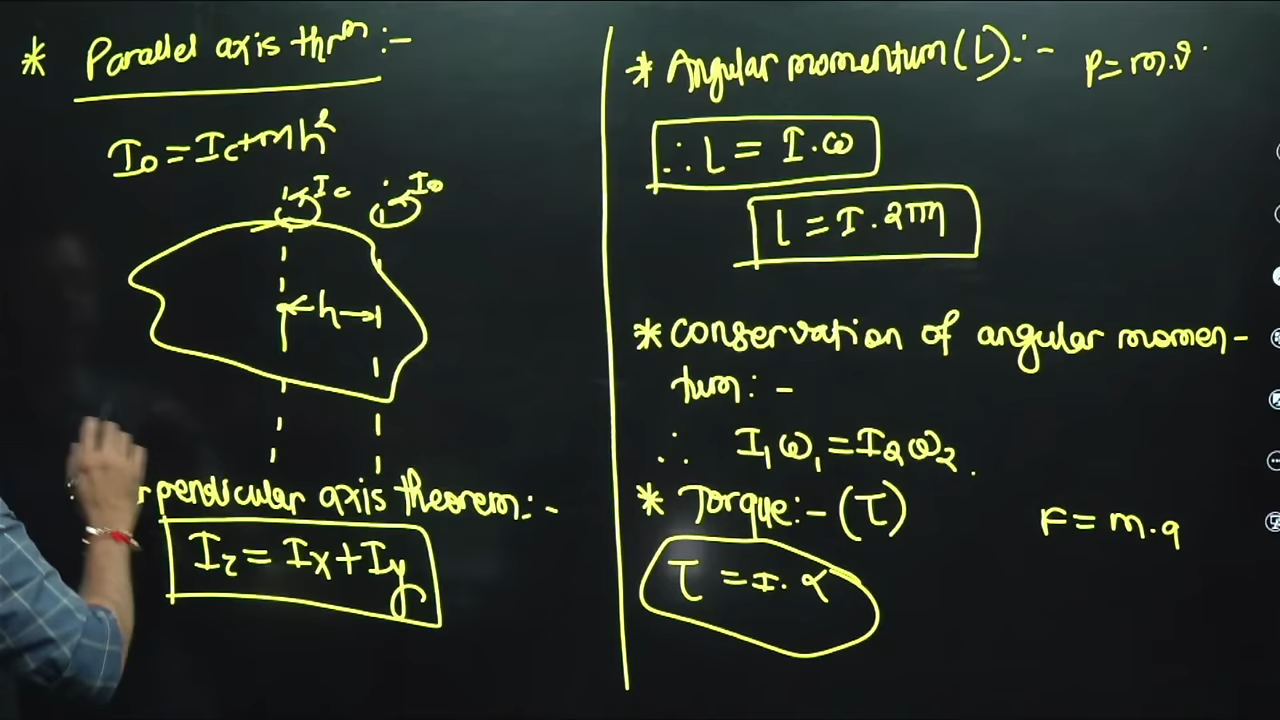 * Parallel axis thrm :-
I₀ = Ic + Mh²
Ic
I₀
h
rpendicular axis theorem :-
Iz = Ix + Iy
* Angular momentum (L) :-
P = m.v
∴ L = I.ω
L = I.2πn
* Conservation of angular momen-
tum :-
∴ I₁ω₁ = I₂ω₂.
* Torque :- (τ)
F = m.a
τ = I.α